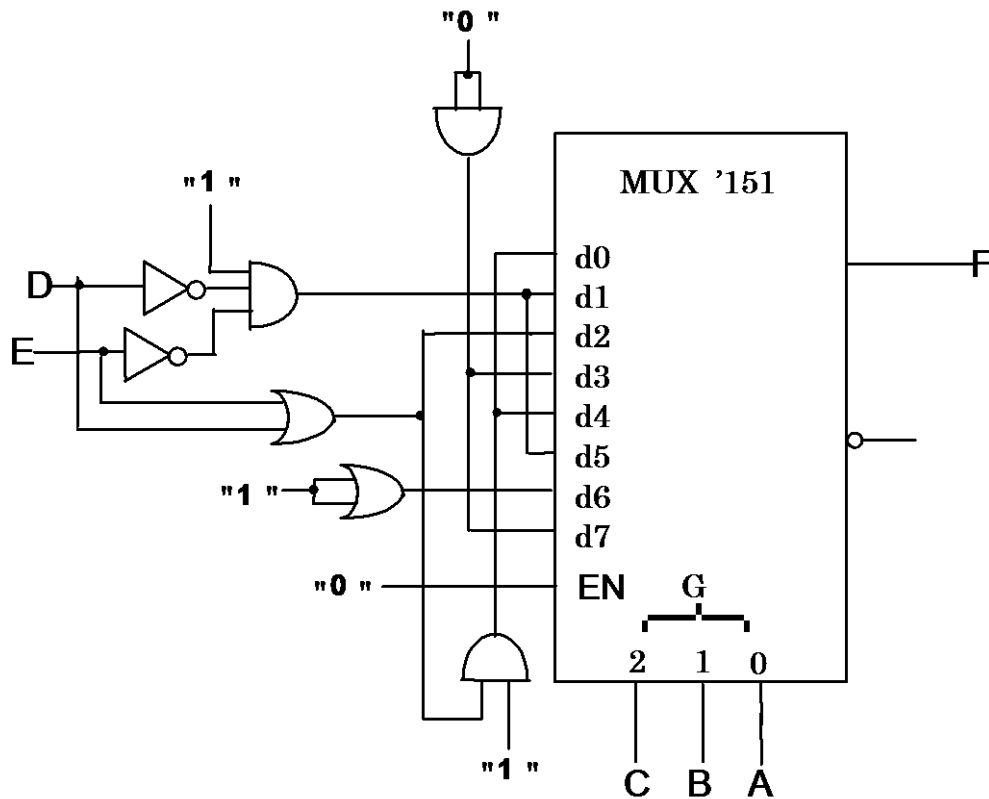 "0 "
MUX '151
"1 "
D
E
d0
d1
d2
d3
d4
d5
d6
d7
F
"1 "
"0 "
EN
G
2 1 0
"1 "
C B A